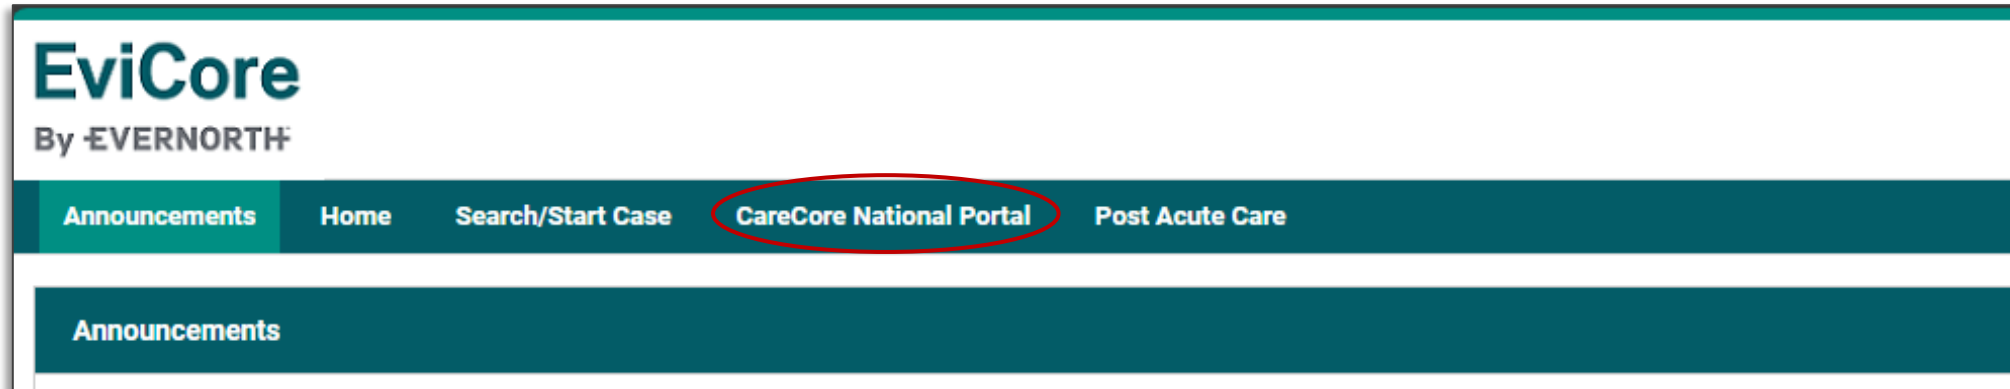 EviCore
By EVERNORTH
Announcements Home Search/Start Case CareCore National Portal Post Acute Care
Announcements